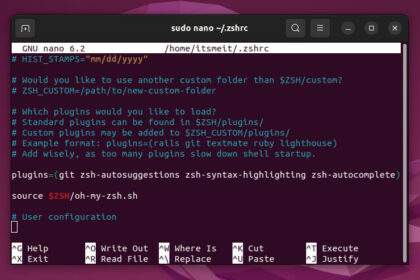 sudo nano ~/.zshrc
GNU nano 6.2 /home/itsmeit/.zshrc
# HIST_STAMPS="mm/dd/yyyy"
# Would you like to use another custom folder than $ZSH/custom?
# ZSH_CUSTOM=/path/to/new-custom-folder
# Which plugins would you like to load?
# Standard plugins can be found in $ZSH/plugins/
# Custom plugins may be added to $ZSH_CUSTOM/plugins/
# Example format: plugins=(rails git textmate ruby lighthouse)
# Add wisely, as too many plugins slow down shell startup.
plugins=(git zsh-autosuggestions zsh-syntax-highlighting zsh-autocomplete)
source $ZSH/oh-my-zsh.sh
# User configuration
^G Help ^O Write Out ^W Where Is ^K Cut ^T Execute
^X Exit ^R Read File ^\ Replace ^U Paste ^J Justify